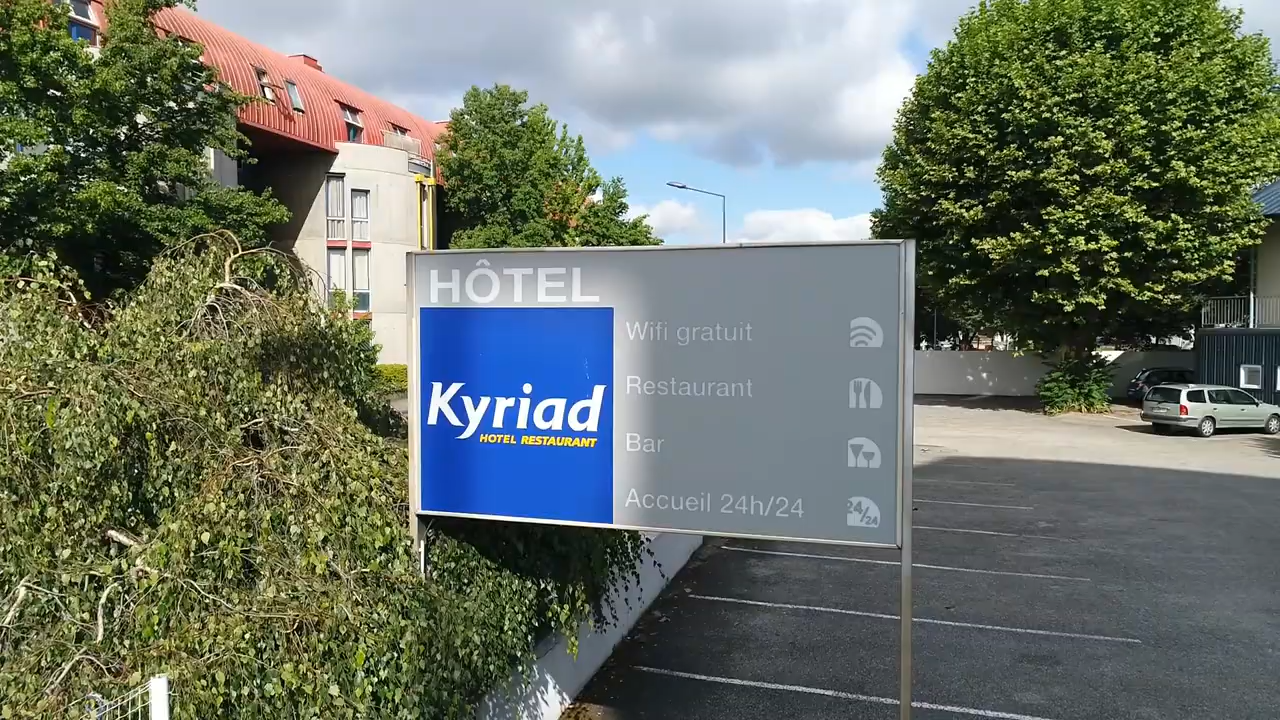 HÔTEL
Kyriad
HOTEL RESTAURANT
Wifi gratuit
Restaurant
Bar
Accueil 24h/24
24/24